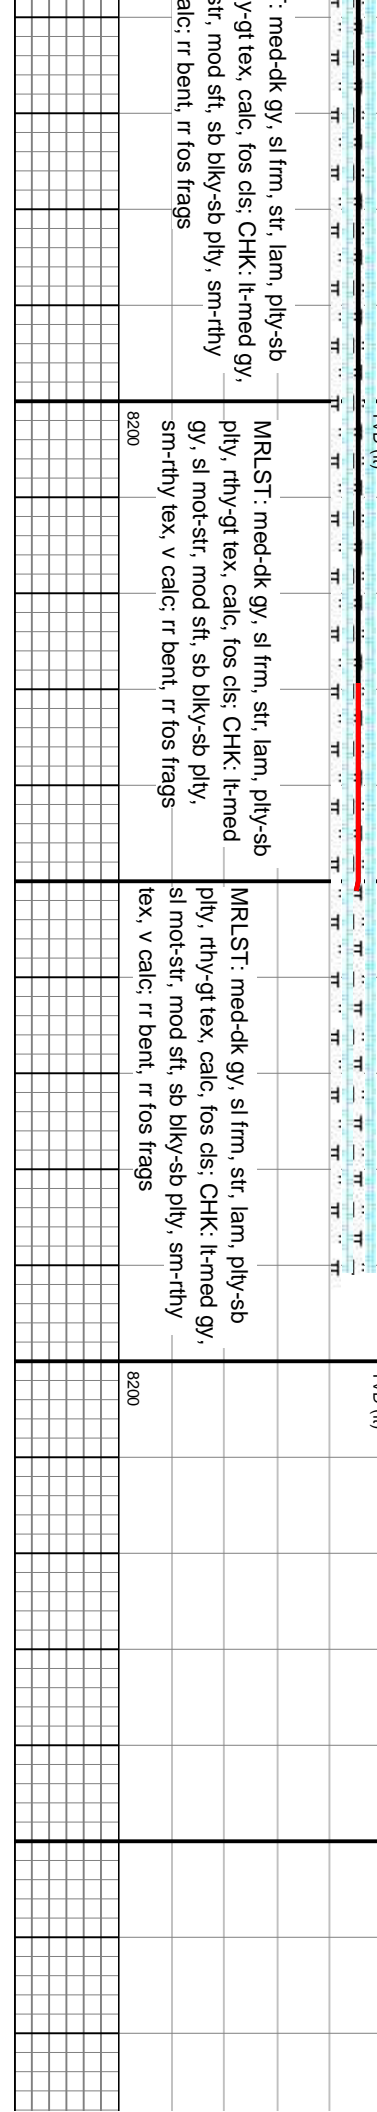 : med-dk gy, sl frm, str, lam, plty-sb
y-gt tex, calc, fos cls; CHK: lt-med gy,
str, mod sft, sb blky-sb plty, sm-rthy
alc; rr bent, rr fos frags
8200
MRLST: med-dk gy, sl frm, str, lam, plty-sb
plty, rthy-gt tex, calc, fos cls; CHK: lt-med
gy, sl mot-str, mod sft, sb blky-sb plty,
sm-rthy tex, v calc; rr bent, rr fos frags
MRLST: med-dk gy, sl frm, str, lam, plty-sb
plty, rthy-gt tex, calc, fos cls; CHK: lt-med gy,
sl mot-str, mod sft, sb blky-sb plty, sm-rthy
tex, v calc; rr bent, rr fos frags
8200